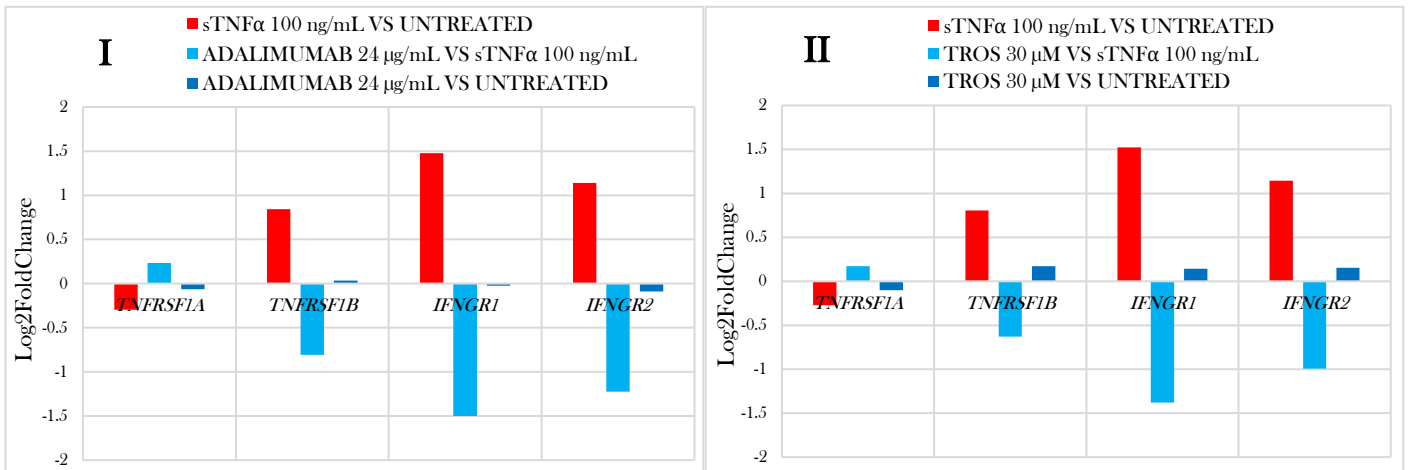 I
sTNFα 100 ng/mL VS UNTREATED
ADALIMUMAB 24 µg/mL VS sTNFα 100 ng/mL
ADALIMUMAB 24 µg/mL VS UNTREATED
Log2FoldChange
2
1.5
1
0.5
0
-0.5
-1
-1.5
-2
TNFRSF1A TNFRSF1B IFNGR1 IFNGR2
II
sTNFα 100 ng/mL VS UNTREATED
TROS 30 µM VS sTNFα 100 ng/mL
TROS 30 µM VS UNTREATED
Log2FoldChange
2
1.5
1
0.5
0
-0.5
-1
-1.5
-2
TNFRSF1A TNFRSF1B IFNGR1 IFNGR2